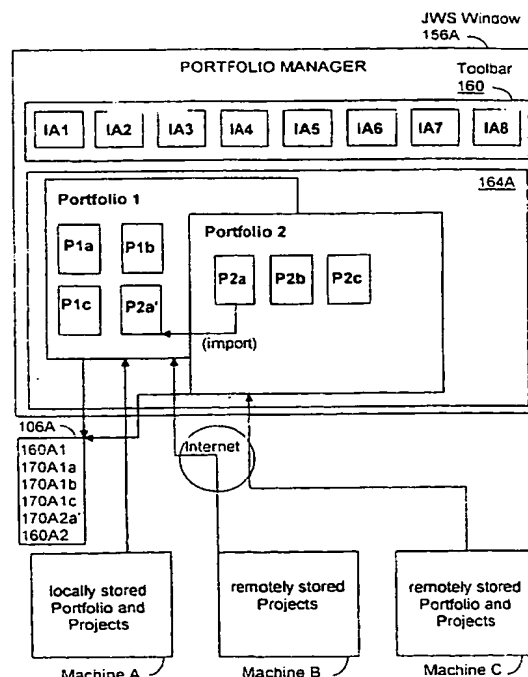 JWS Window
156A
PORTFOLIO MANAGER
Toolbar
160
IA1 IA2 IA3 IA4 IA5 IA6 IA7 IA8
164A
Portfolio 1
P1a P1b
P1c P2a'
Portfolio 2
P2a P2b P2c
(import)
106A
160A1
170A1a
170A1b
170A1c
170A2a'
160A2
Internet
locally stored
Portfolio and
Projects
remotely stored
Projects
remotely stored
Portfolio and
Projects
Machine A
Machine B
Machine C